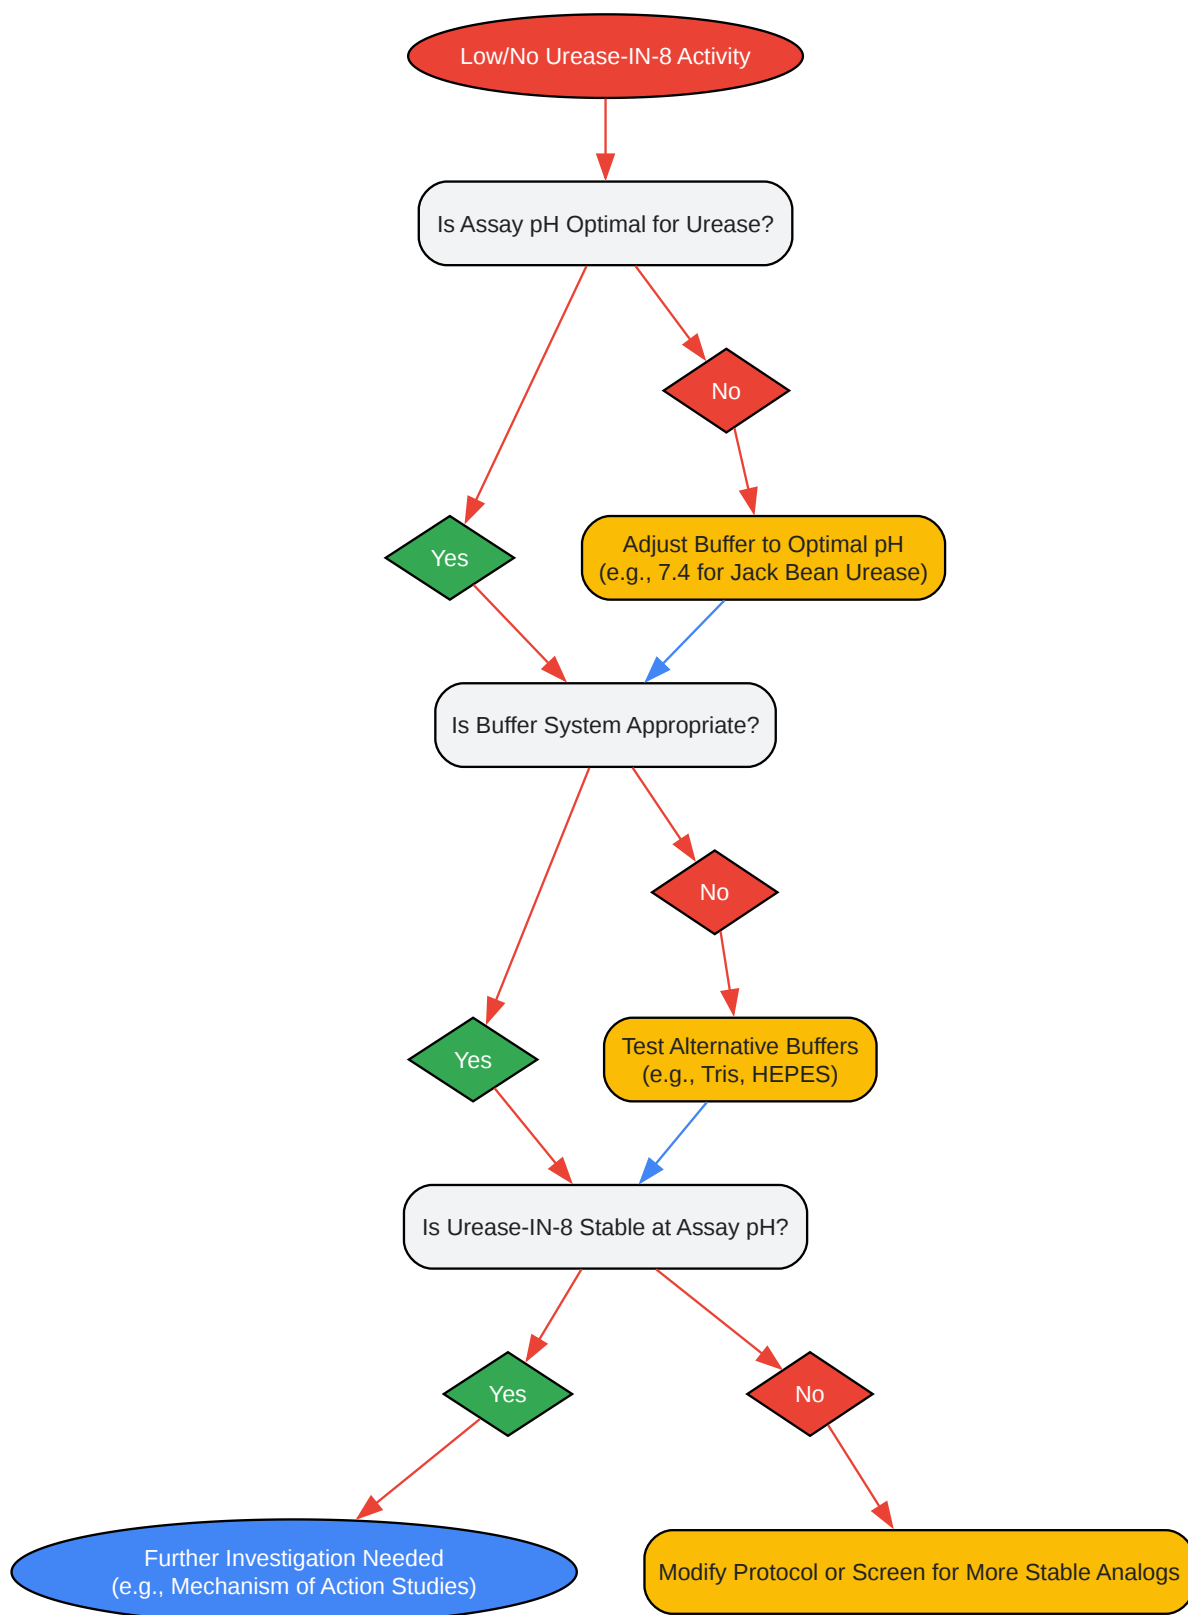 Low/No Urease-IN-8 Activity
Is Assay pH Optimal for Urease?
No
Yes
Adjust Buffer to Optimal pH
(e.g., 7.4 for Jack Bean Urease)
Is Buffer System Appropriate?
No
Yes
Test Alternative Buffers
(e.g., Tris, HEPES)
Is Urease-IN-8 Stable at Assay pH?
Yes
No
Further Investigation Needed
(e.g., Mechanism of Action Studies)
Modify Protocol or Screen for More Stable Analogs